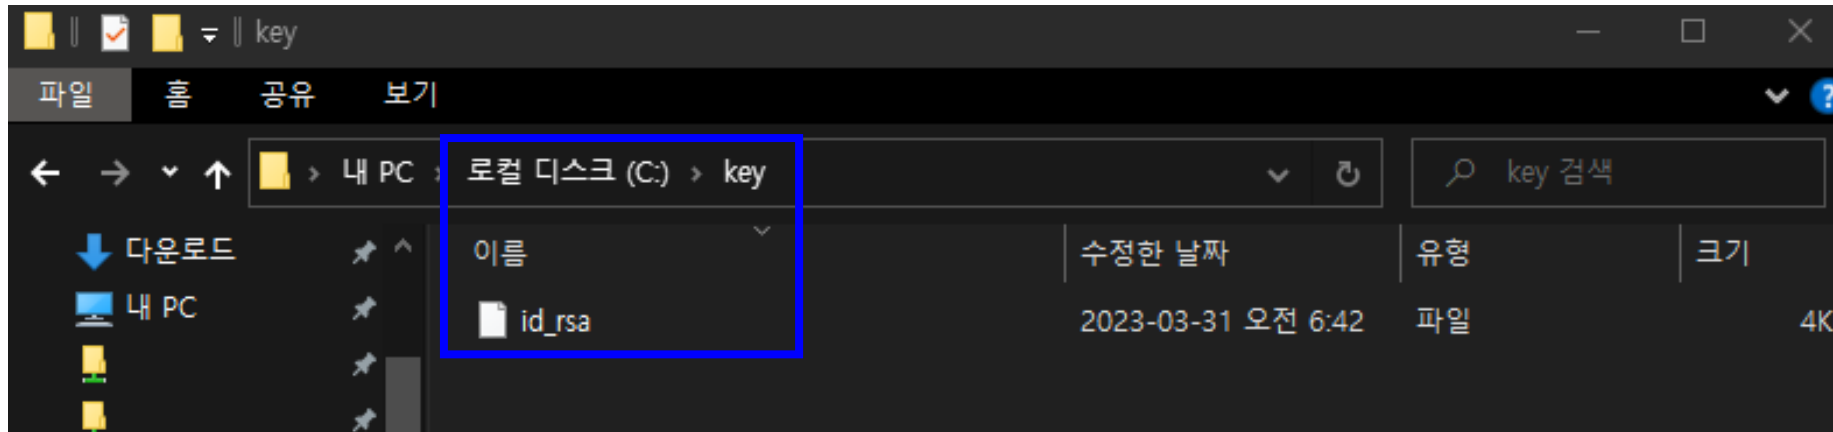 key
파일 홈 공유 보기
내 PC 로컬 디스크 (C:) key key 검색
다운로드 이름 수정한 날짜 유형 크기
내 PC id_rsa 2023-03-31 오전 6:42 파일 4K